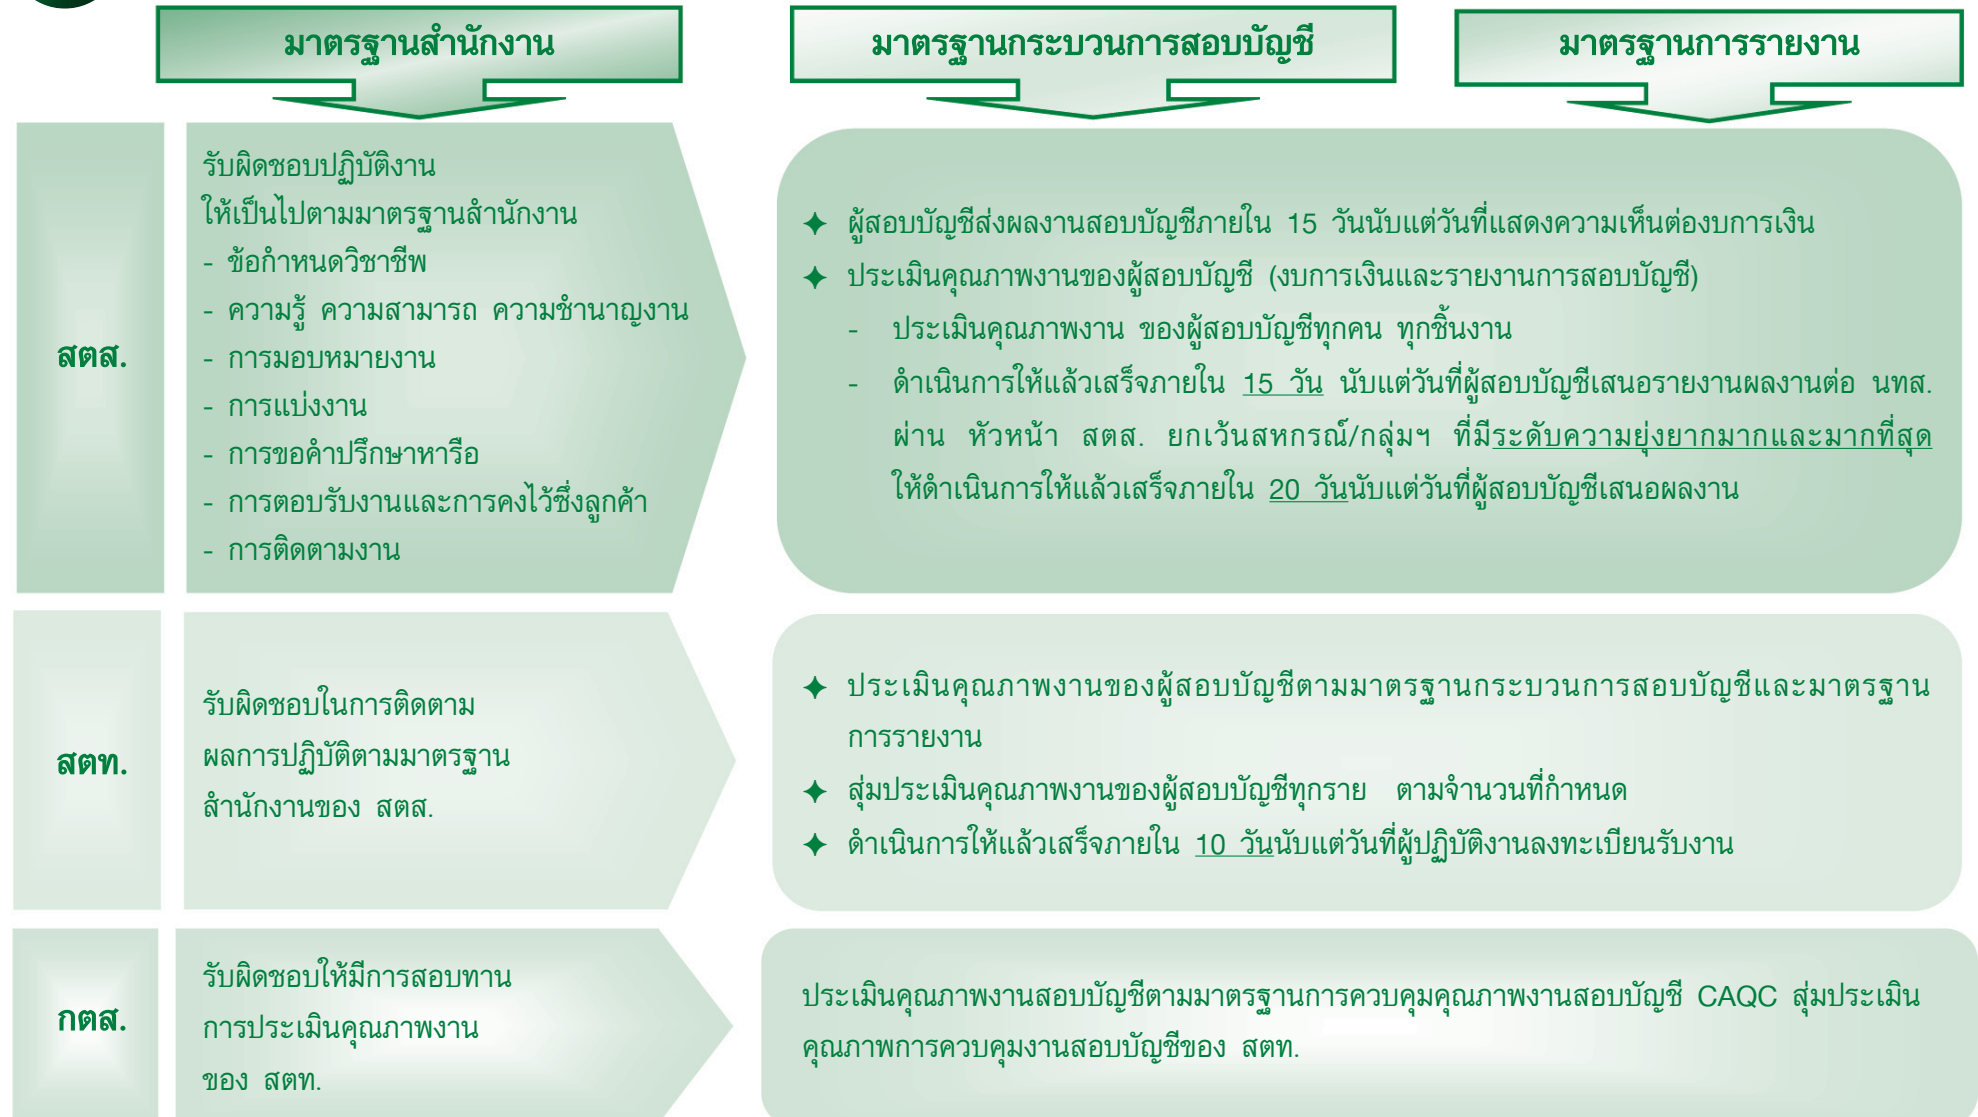 มาตรฐานสำนักงาน
มาตรฐานกระบวนการสอบบัญชี
มาตรฐานการรายงาน
สตส.
รับผิดชอบปฏิบัติงาน
ให้เป็นไปตามมาตรฐานสำนักงาน
- ข้อกำหนดวิชาชีพ
- ความรู้ ความสามารถ ความชำนาญงาน
- การมอบหมายงาน
- การแบ่งงาน
- การขอคำปรึกษาหารือ
- การตอบรับงานและการคงไว้ซึ่งลูกค้า
- การติดตามงาน
✦ ผู้สอบบัญชีส่งผลงานสอบบัญชีภายใน 15 วันนับแต่วันที่แสดงความเห็นต่องบการเงิน
✦ ประเมินคุณภาพงานของผู้สอบบัญชี (งบการเงินและรายงานการสอบบัญชี)
- ประเมินคุณภาพงาน ของผู้สอบบัญชีทุกคน ทุกชิ้นงาน
- ดำเนินการให้แล้วเสร็จภายใน 15 วัน นับแต่วันที่ผู้สอบบัญชีเสนอรายงานผลงานต่อ นทส.
ผ่าน หัวหน้า สตส. ยกเว้นสหกรณ์/กลุ่มฯ ที่มีระดับความยุ่งยากมากและมากที่สุด
ให้ดำเนินการให้แล้วเสร็จภายใน 20 วันนับแต่วันที่ผู้สอบบัญชีเสนอผลงาน
สตท.
รับผิดชอบในการติดตาม
ผลการปฏิบัติตามมาตรฐาน
สำนักงานของ สตส.
✦ ประเมินคุณภาพงานของผู้สอบบัญชีตามมาตรฐานกระบวนการสอบบัญชีและมาตรฐาน
การรายงาน
✦ สุ่มประเมินคุณภาพงานของผู้สอบบัญชีทุกราย ตามจำนวนที่กำหนด
✦ ดำเนินการให้แล้วเสร็จภายใน 10 วันนับแต่วันที่ผู้ปฏิบัติงานลงทะเบียนรับงาน
กตส.
รับผิดชอบให้มีการสอบทาน
การประเมินคุณภาพงาน
ของ สตท.
ประเมินคุณภาพงานสอบบัญชีตามมาตรฐานการควบคุมคุณภาพงานสอบบัญชี CAQC สุ่มประเมิน
คุณภาพการควบคุมงานสอบบัญชีของ สตท.